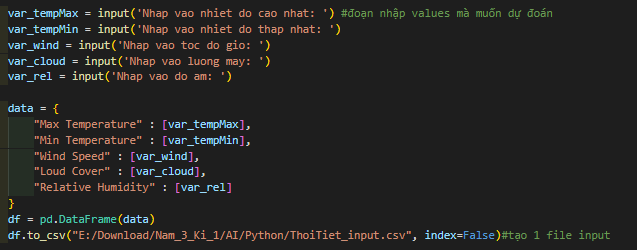 var_tempMax = input('Nhap vao nhiet do cao nhat: ') #đoạn nhập values mà muốn dự đoán
var_tempMin = input('Nhap vao nhiet do thap nhat: ')
var_wind = input('Nhap vao toc do gio: ')
var_cloud = input('Nhap vao luong may: ')
var_rel = input('Nhap vao do am: ')
data = {
"Max Temperature" : [var_tempMax],
"Min Temperature" : [var_tempMin],
"Wind Speed" : [var_wind],
"Loud Cover" : [var_cloud],
"Relative Humidity" : [var_rel]
}
df = pd.DataFrame(data)
df.to_csv("E:/Download/Nam_3_Ki_1/AI/Python/ThoiTiet_input.csv", index=False)#tạo 1 file input